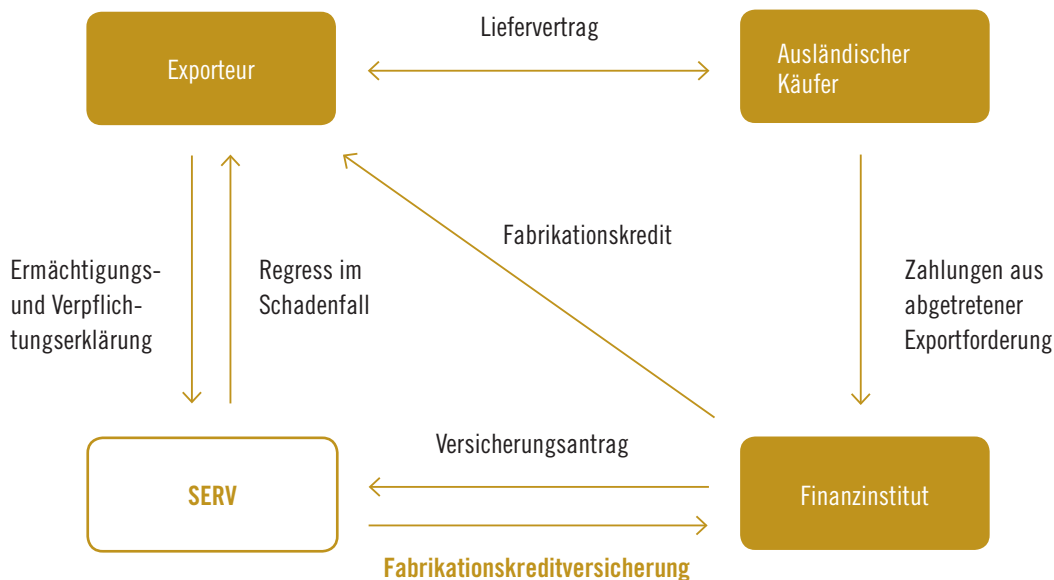 Liefervertrag
Exporteur
Ausländischer
Käufer
Fabrikationskredit
Ermächtigungs-
und Verpflich-
tungserklärung
Regress im
Schadenfall
Zahlungen aus
abgetretener
Exportforderung
Versicherungsantrag
SERV
Finanzinstitut
Fabrikationskreditversicherung